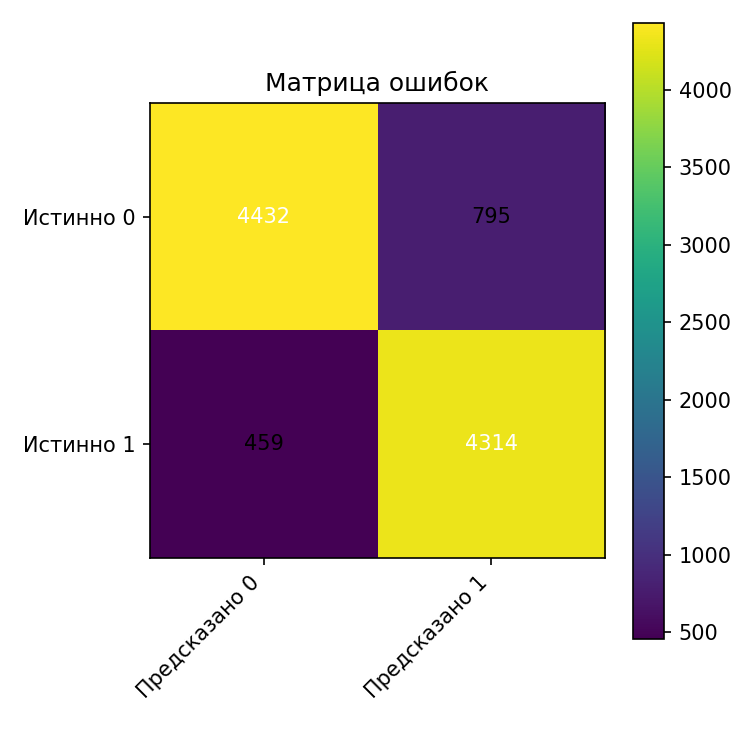 Матрица ошибок
Истинно 0
4432
795
Истинно 1
459
4314
Предсказано 0
Предсказано 1
4000
3500
3000
2500
2000
1500
1000
500